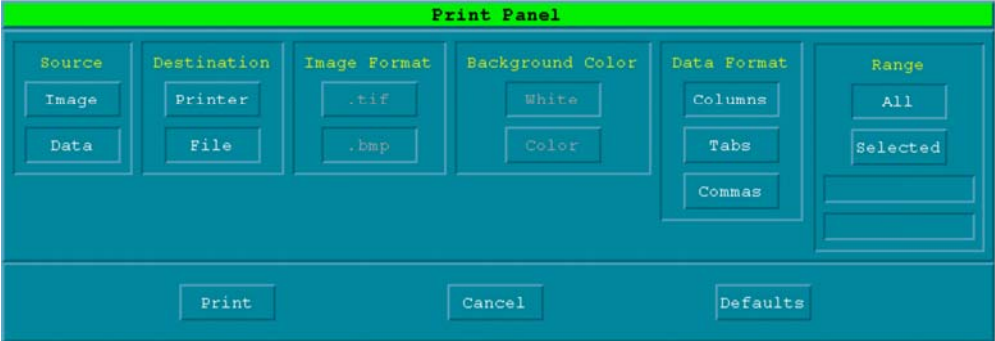 Print Panel
Source
Image
Data
Destination
Printer
File
Image Format
.tif
.bmp
Background Color
White
Color
Data Format
Columns
Tabs
Commas
Range
All
Selected
Print
Cancel
Defaults